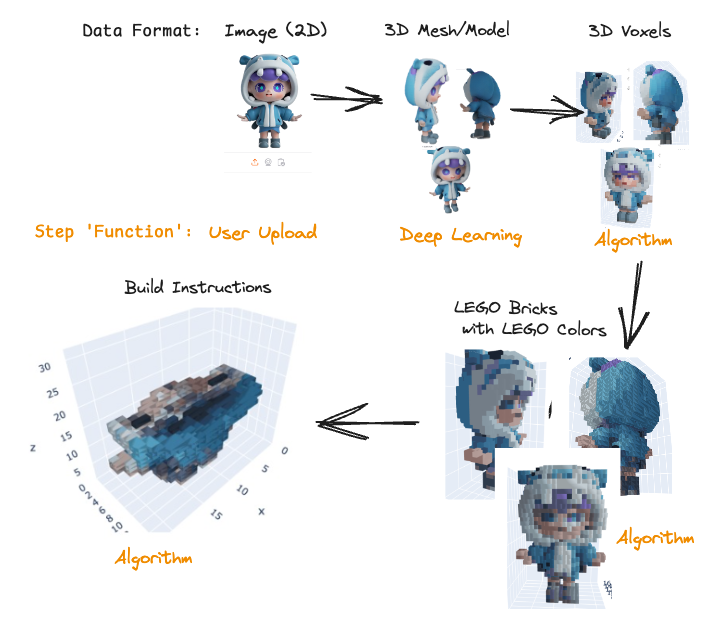 Data Format: Image (2D) 3D Mesh/Model 3D Voxels
Step 'Function': User Upload Deep Learning Algorithm
Build Instructions
LEGO Bricks
with LEGO Colors
30
25
20
15
10
5
0
z
0
2
4
6
8
10
15
10
5
0
x
Algorithm
Algorithm